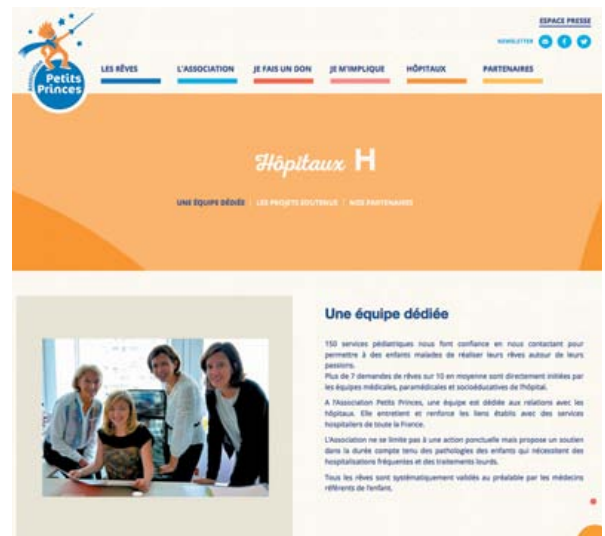 ESPACE PRESSE
NEWSLETTER
ASSOCIATION
Petits
Princes
LES RÊVES L'ASSOCIATION JE FAIS UN DON JE M'IMPLIQUE HÔPITAUX PARTENAIRES
Hôpitaux H
UNE ÉQUIPE DÉDIÉE | LES PROJETS SOUTENUS | NOS PARTENAIRES
Une équipe dédiée
150 services pédiatriques nous font confiance en nous contactant pour
permettre à des enfants malades de réaliser leurs rêves autour de leurs
passions.
Plus de 7 demandes de rêves sur 10 en moyenne sont directement initiées par
les équipes médicales, paramédicales et socioéducatives de l'hôpital.
A l'Association Petits Princes, une équipe est dédiée aux relations avec les
hôpitaux. Elle entretient et renforce les liens établis avec des services
hospitaliers de toute la France.
L'Association ne se limite pas à une action ponctuelle mais propose un soutien
dans la durée compte tenu des pathologies des enfants qui nécessitent des
hospitalisations fréquentes et des traitements lourds.
Tous les rêves sont systématiquement validés au préalable par les médecins
référents de l'enfant.